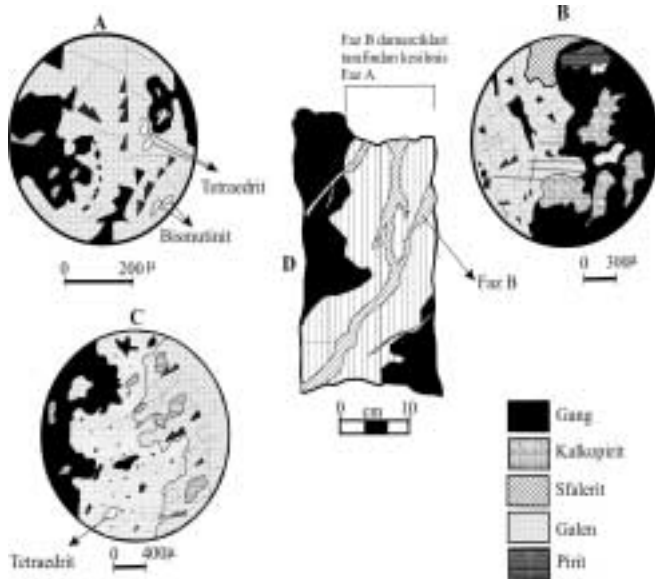 A
Tetraedrit
Bismutinit
0 200µ
Faz B damarcıkları
tarafından kesilmis
Faz A
D
Faz B
0 cm 10
B
0 300µ
C
Tetraedrit
0 400µ
Gang
Kalkopirit
Sfalerit
Galen
Pirit